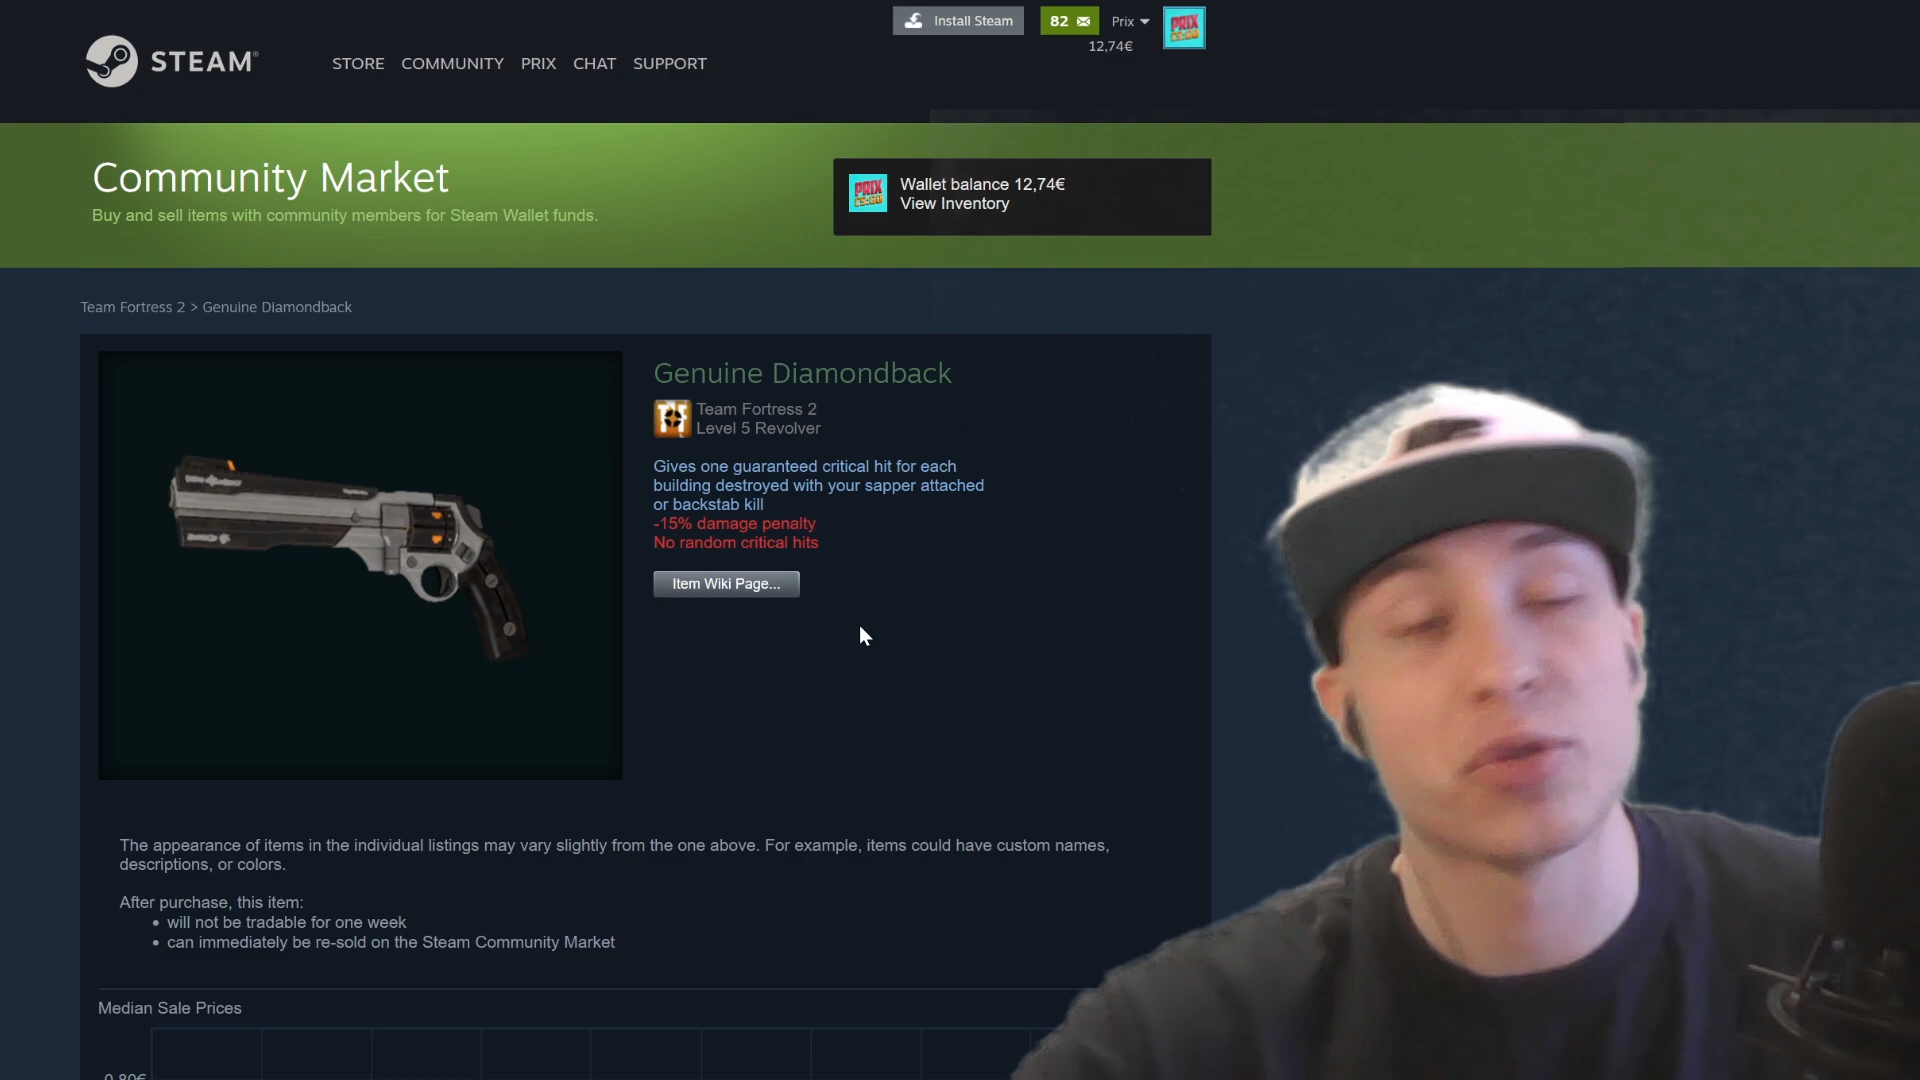 Install Steam
82
Prix
12,74€
STEAM®
STORE
COMMUNITY
PRIX
CHAT
SUPPORT
Community Market
Buy and sell items with community members for Steam Wallet funds.
PRIX
CS:GO
Wallet balance 12,74€
View Inventory
Team Fortress 2 > Genuine Diamondback
Genuine Diamondback
Team Fortress 2
Level 5 Revolver
Gives one guaranteed critical hit for each
building destroyed with your sapper attached
or backstab kill
-15% damage penalty
No random critical hits
Item Wiki Page...
The appearance of items in the individual listings may vary slightly from the one above. For example, items could have custom names,
descriptions, or colors.
After purchase, this item:
• will not be tradable for one week
• can immediately be re-sold on the Steam Community Market
Median Sale Prices
0.80€